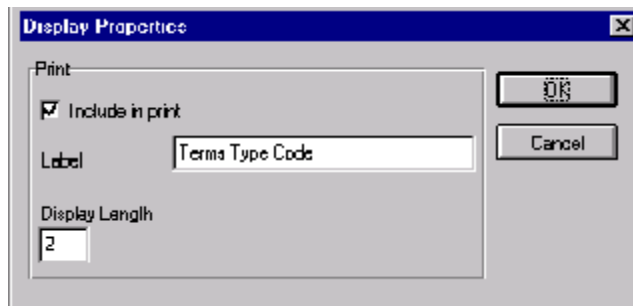 Display Properties
Print
Include in print
OK
Label
Terms Type Code
Cancel
Display Length
2